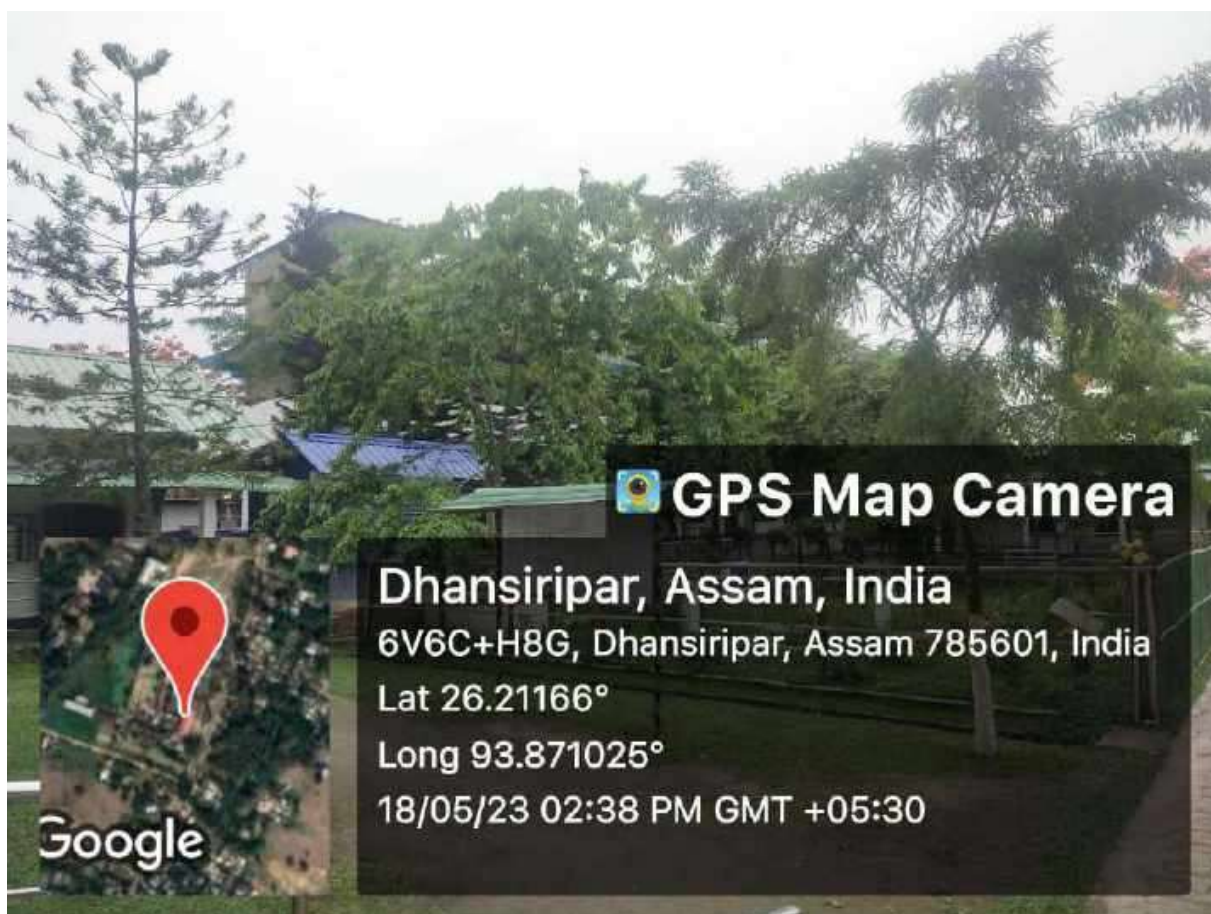 GPS Map Camera
Dhansiripar, Assam, India
6V6C+H8G, Dhansiripar, Assam 785601, India
Lat 26.21166°
Long 93.871025°
18/05/23 02:38 PM GMT +05:30
Google